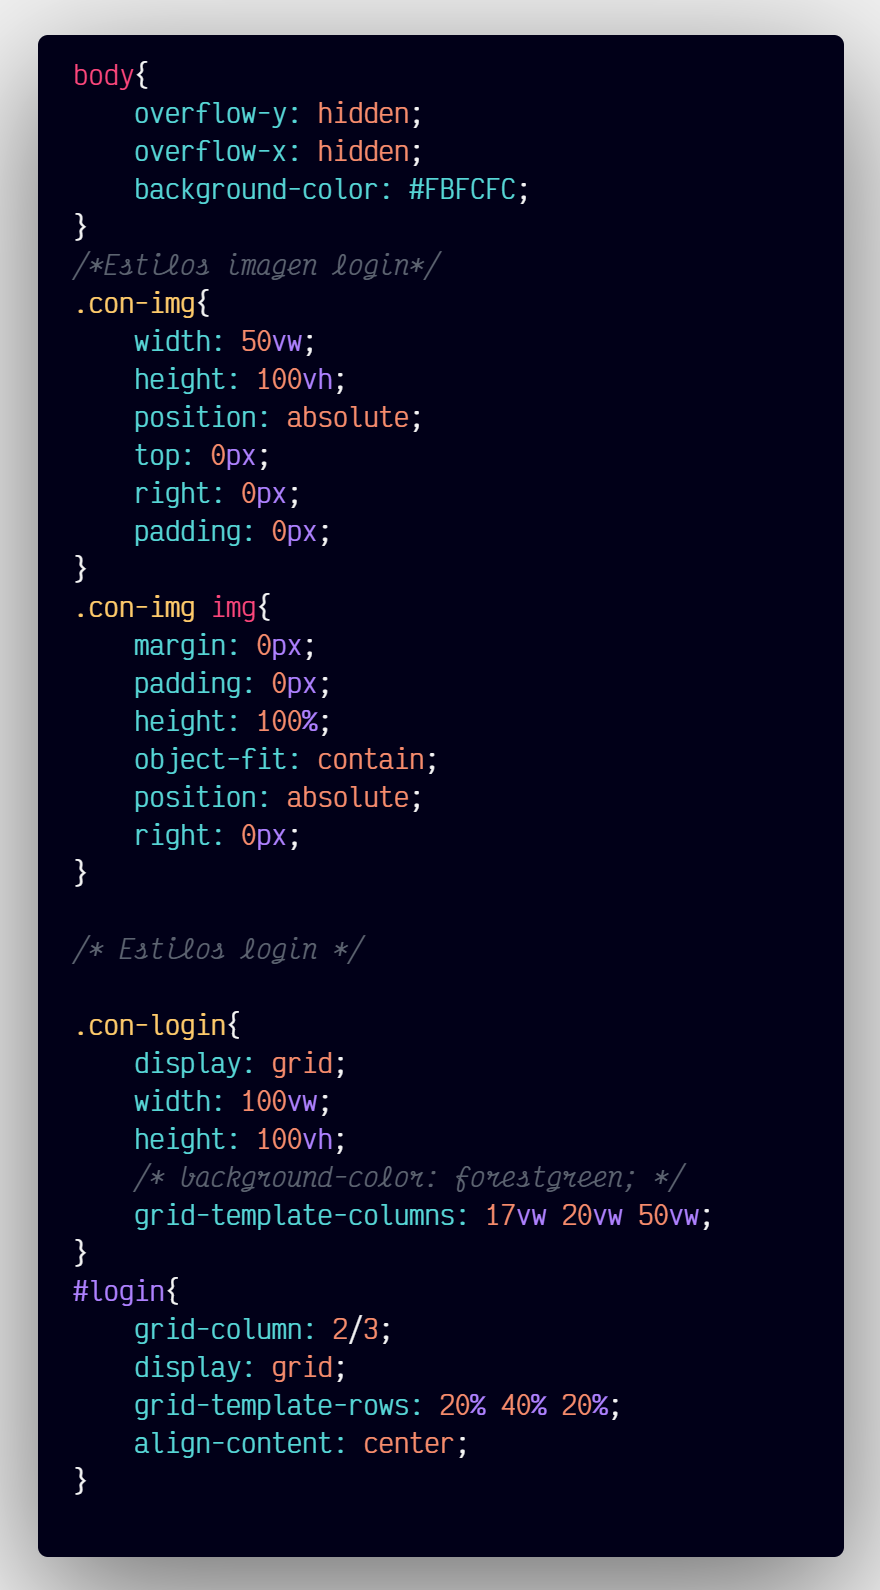 body{
    overflow-y: hidden;
    overflow-x: hidden;
    background-color: #FBFCFC;
}
/*Estilos imagen login*/
.con-img{
    width: 50vw;
    height: 100vh;
    position: absolute;
    top: 0px;
    right: 0px;
    padding: 0px;
}
.con-img img{
    margin: 0px;
    padding: 0px;
    height: 100%;
    object-fit: contain;
    position: absolute;
    right: 0px;
}

/* Estilos login */

.con-login{
    display: grid;
    width: 100vw;
    height: 100vh;
    /* background-color: forestgreen; */
    grid-template-columns: 17vw 20vw 50vw;
}
#login{
    grid-column: 2/3;
    display: grid;
    grid-template-rows: 20% 40% 20%;
    align-content: center;
}